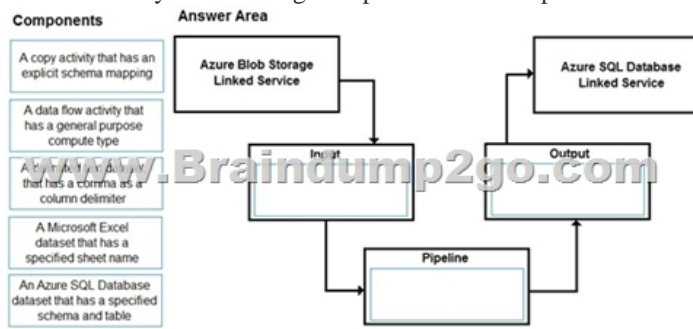 Components
Answer Area
A copy activity that has an
explicit schema mapping
A data flow activity that
has a general purpose
compute type
that has a comma as a
column delimiter
A Microsoft Excel
dataset that has a
specified sheet name
An Azure SQL Database
dataset that has a specified
schema and table
Azure Blob Storage
Linked Service
Azure SQL Database
Linked Service
Input
Output
Pipeline
www.Braindump2go.com